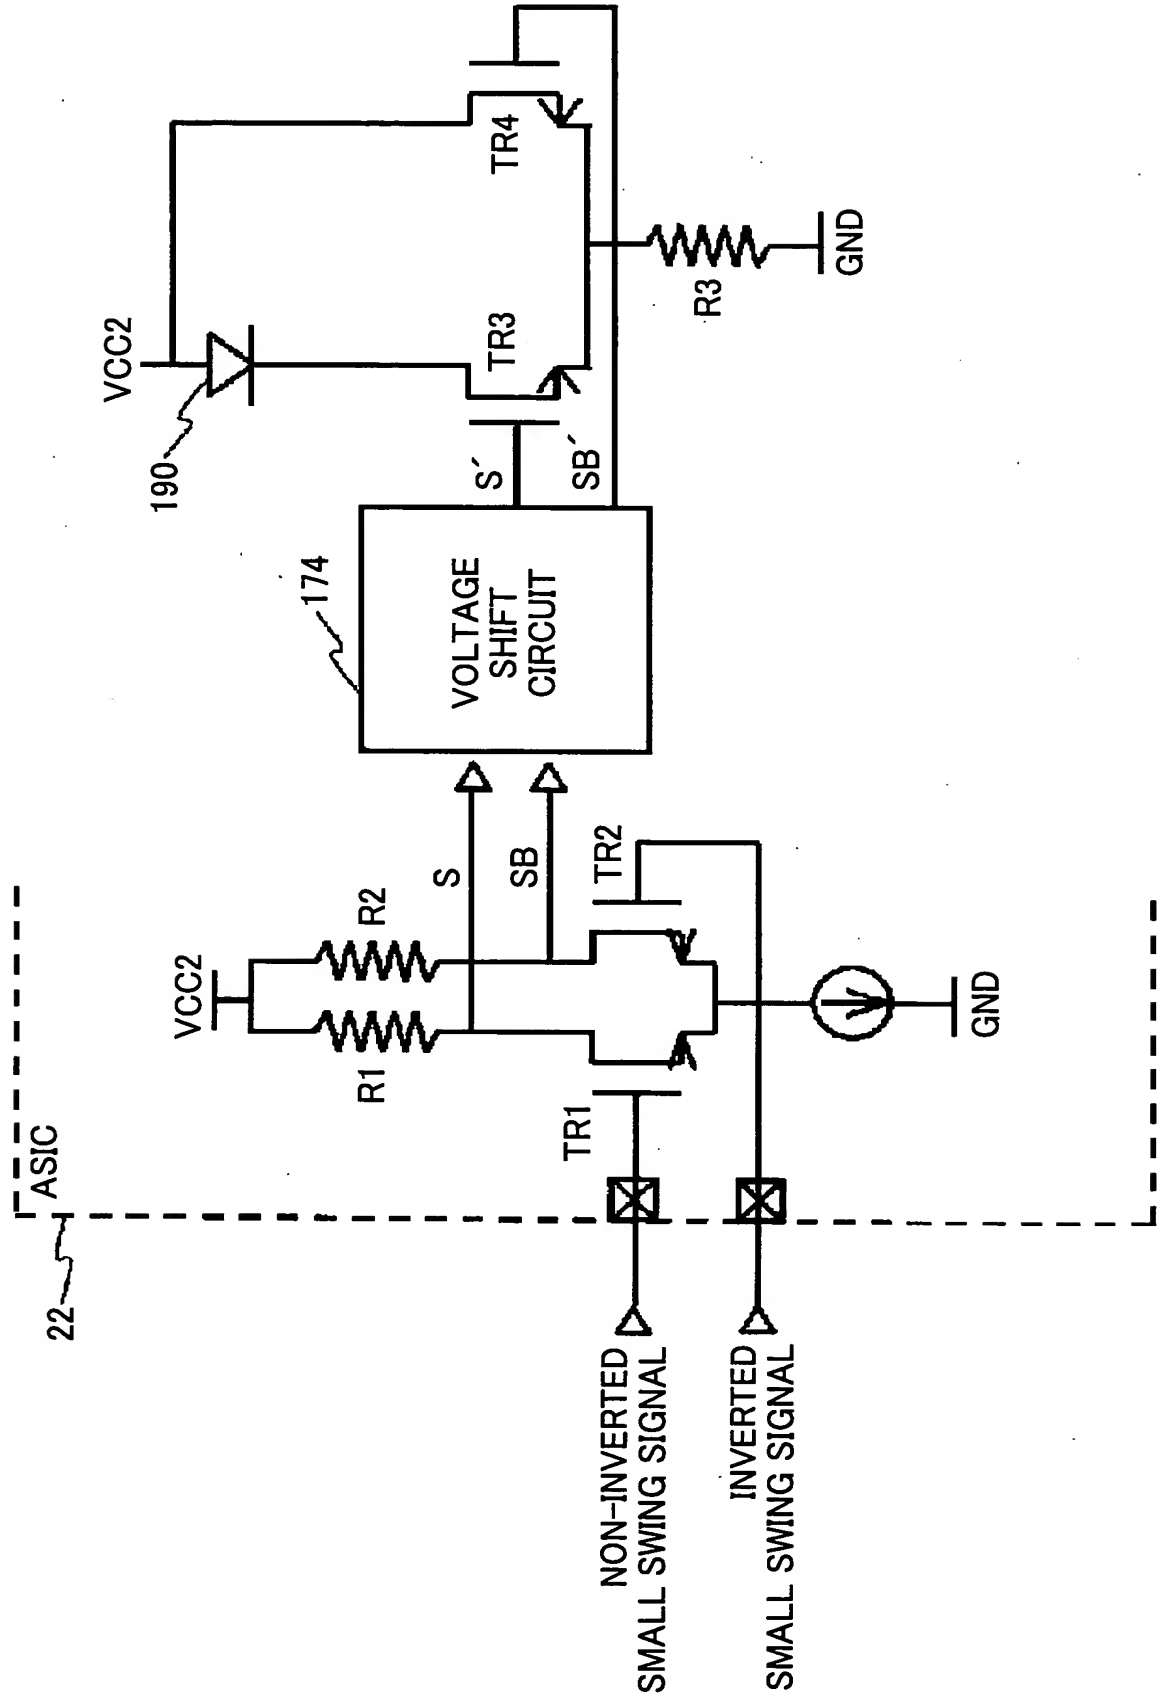 22
ASIC
NON-INVERTED
SMALL SWING SIGNAL
INVERTED
SMALL SWING SIGNAL
VCC2
R1
R2
S
SB
TR1
TR2
GND
174
VOLTAGE
SHIFT
CIRCUIT
S´
SB´
190
VCC2
TR3
TR4
R3
GND